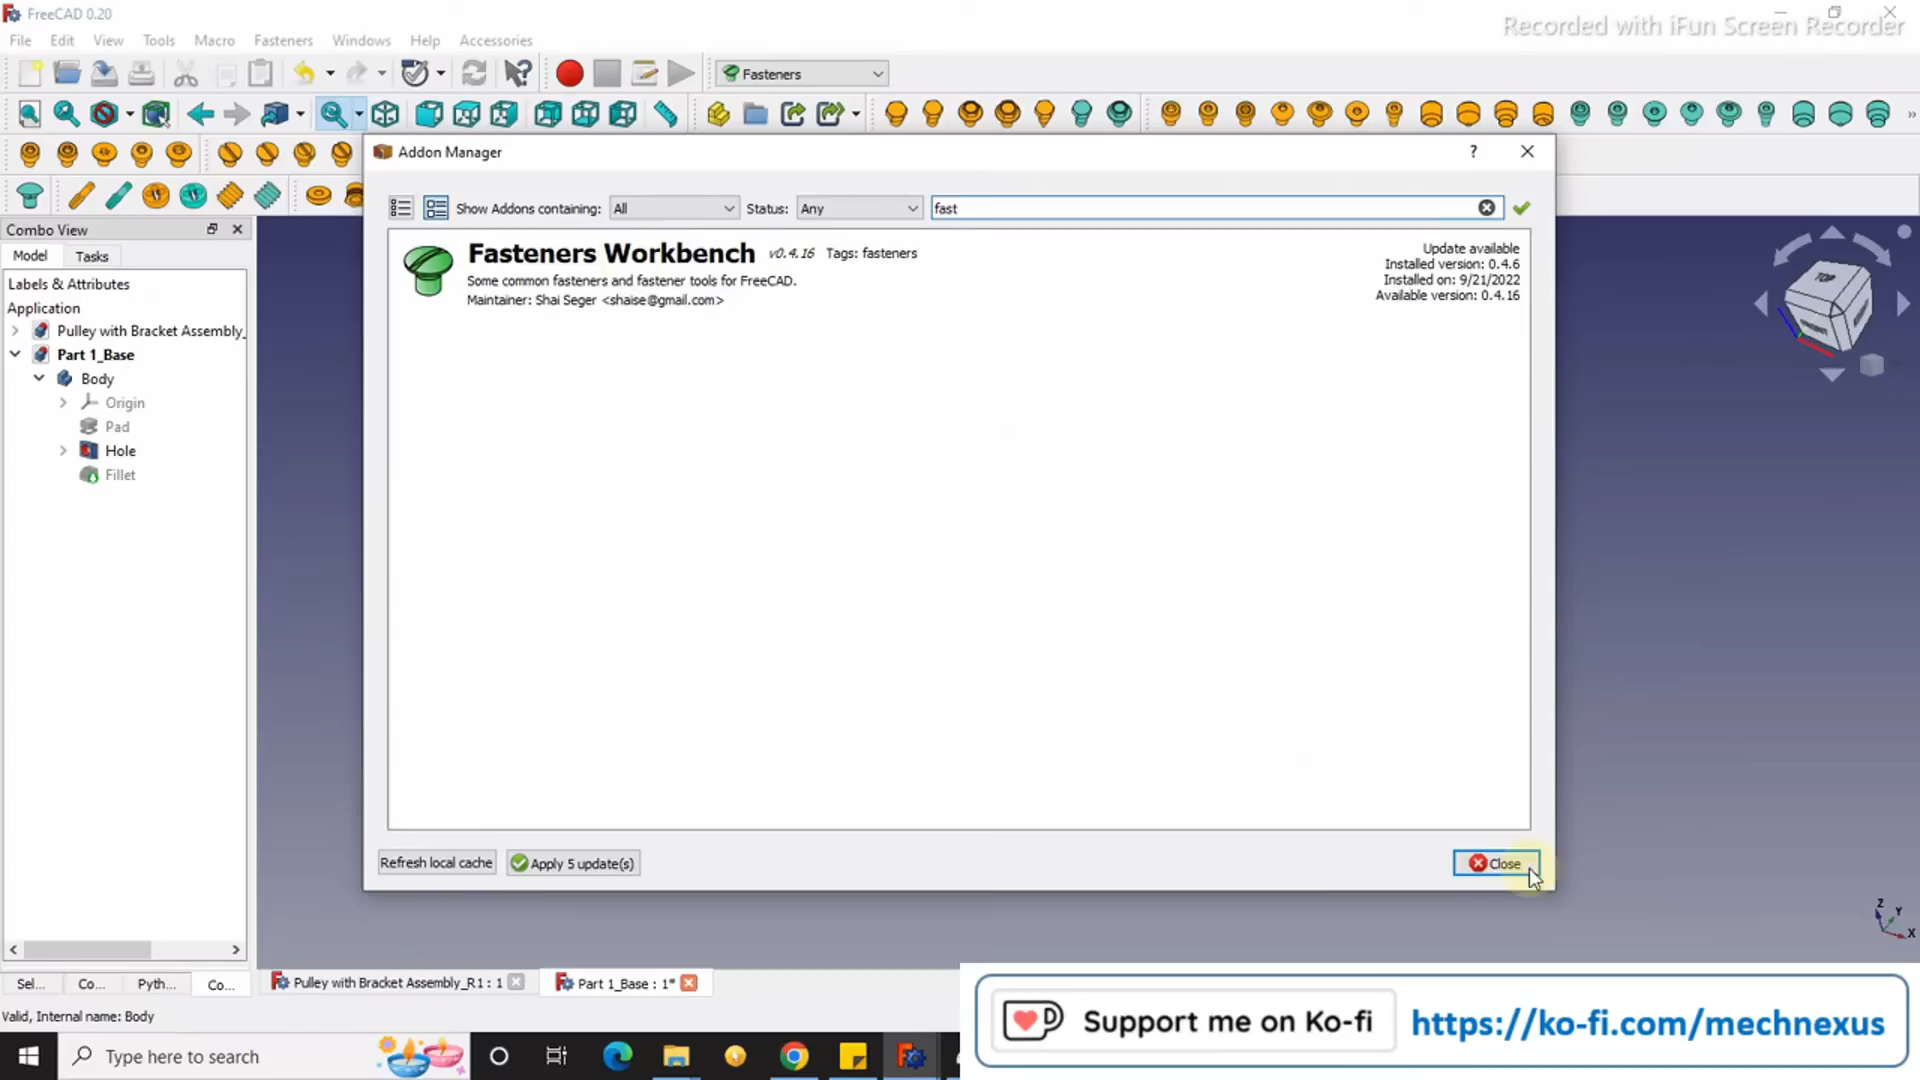 FreeCAD 0.20
Recorded with iFun Screen Recorder
File Edit View Tools Macro Fasteners Windows Help Accessories
Fasteners
Addon Manager
?
Show Addons containing: All Status: Any fast
Combo View
Model Tasks
Labels & Attributes
Application
Pulley with Bracket Assembly_
Part 1_Base
Body
Origin
Pad
Hole
Fillet
Fasteners Workbench v0.4.16 Tags: fasteners
Some common fasteners and fastener tools for FreeCAD.
Maintainer: Shai Seger <shaise@gmail.com>
Update available
Installed version: 0.4.6
Installed on: 9/21/2022
Available version: 0.4.16
TOP
Refresh local cache Apply 5 update(s) Close
Z
Y
X
Sel... Co... Pyth... Co...
Pulley with Bracket Assembly_R1 : 1 Part 1_Base : 1*
Valid, Internal name: Body
Type here to search
Support me on Ko-fi https://ko-fi.com/mechnexus